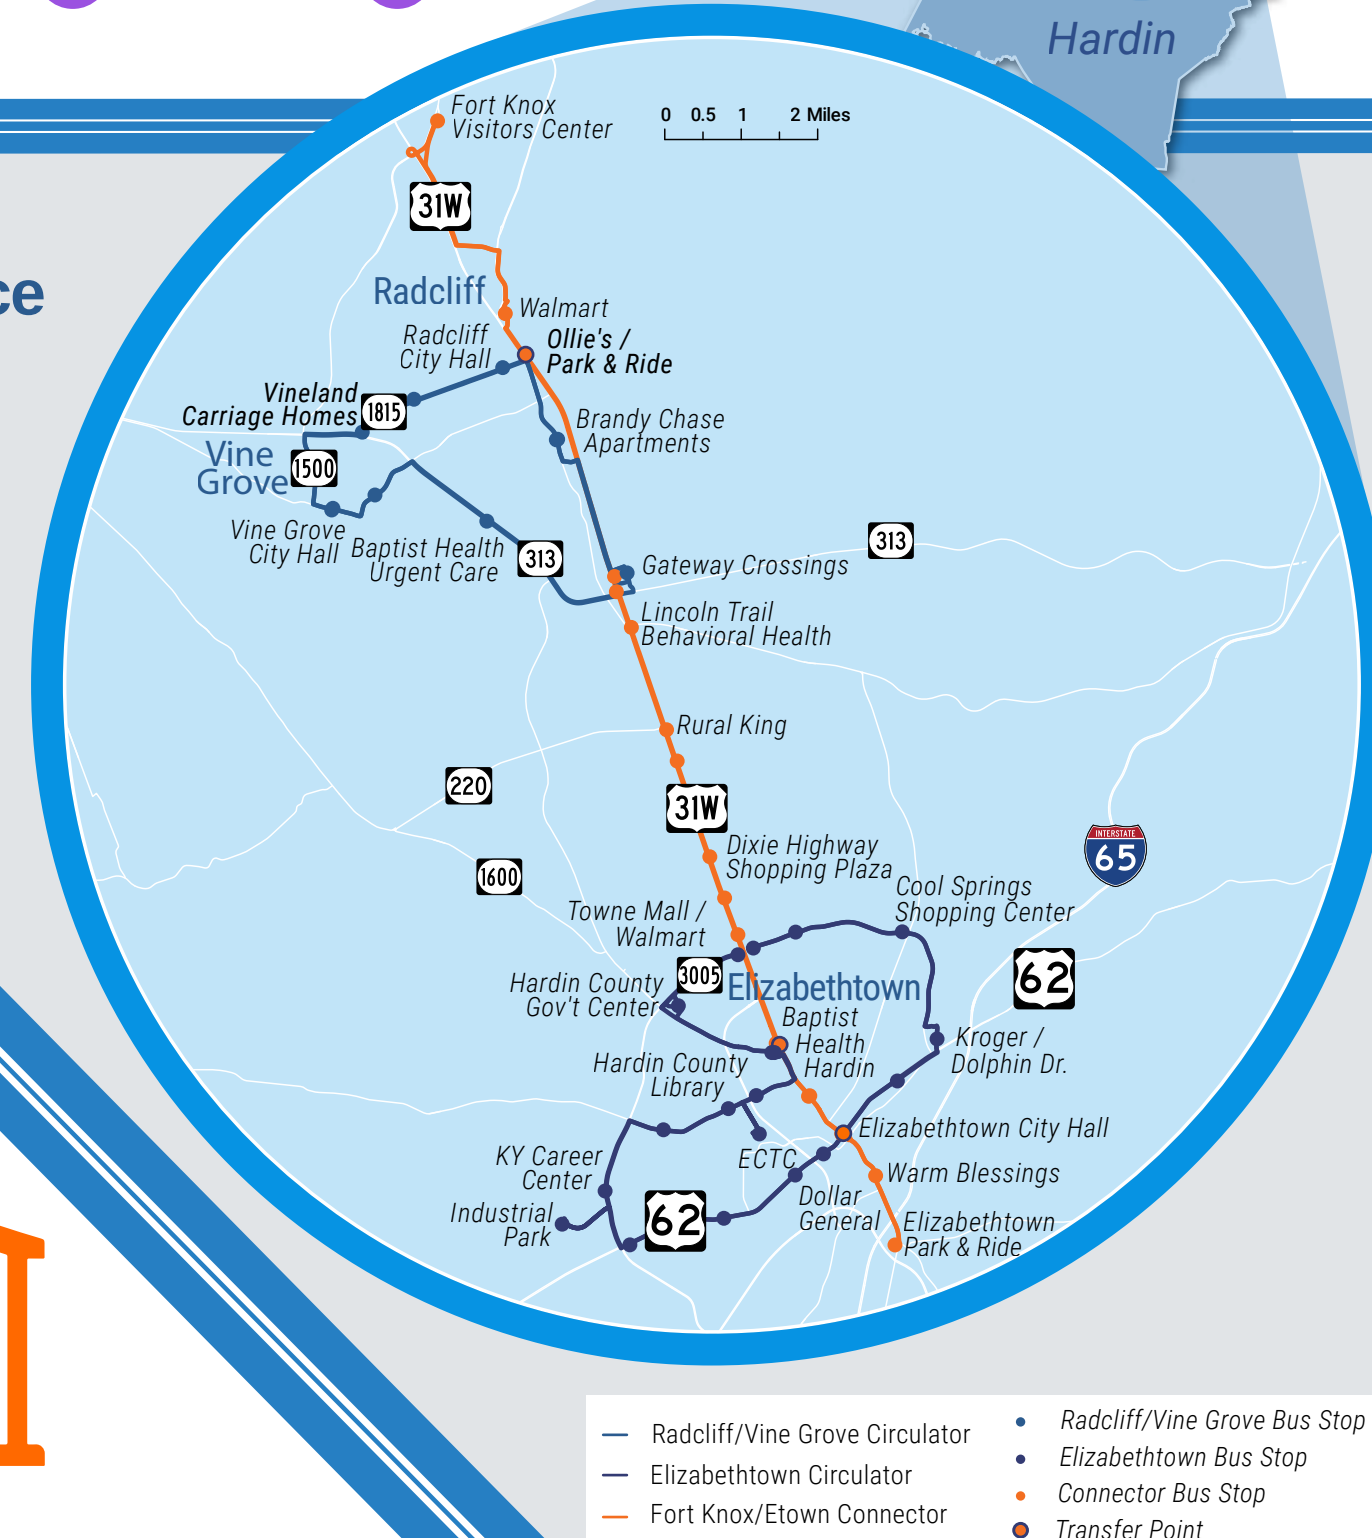 Hardin
ce
Fort Knox
Visitors Center
0 0.5 1 2 Miles
31W
Radcliff
Walmart
Radcliff
City Hall
Ollie's /
Park & Ride
Vineland
Carriage Homes
1815
Brandy Chase
Apartments
Vine
Grove
1500
Vine Grove
City Hall
Baptist Health
Urgent Care
313
313
Gateway Crossings
Lincoln Trail
Behavioral Health
Rural King
220
31W
1600
Dixie Highway
Shopping Plaza
INTERSTATE
65
Cool Springs
Shopping Center
Towne Mall /
Walmart
3005
62
Elizabethtown
Hardin County
Gov't Center
Baptist
Health
Hardin
Kroger /
Dolphin Dr.
Hardin County
Library
Elizabethtown City Hall
ECTC
KY Career
Center
Warm Blessings
Industrial
Park
62
Dollar
General
Elizabethtown
Park & Ride
Radcliff/Vine Grove Circulator
Elizabethtown Circulator
Fort Knox/Etown Connector
Radcliff/Vine Grove Bus Stop
Elizabethtown Bus Stop
Connector Bus Stop
Transfer Point